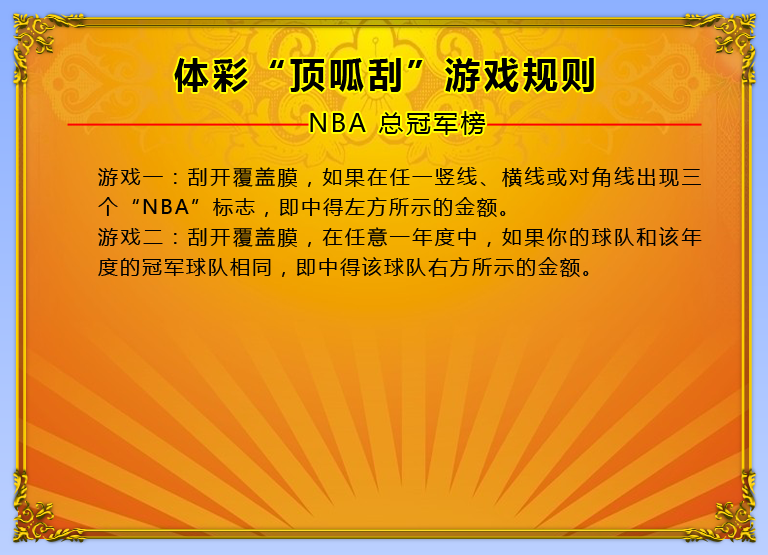 体彩“顶呱刮”游戏规则
NBA 总冠军榜
游戏一：刮开覆盖膜，如果在任一竖线、横线或对角线出现三
个“NBA”标志，即中得左方所示的金额。
游戏二：刮开覆盖膜，在任意一年度中，如果你的球队和该年
度的冠军球队相同，即中得该球队右方所示的金额。